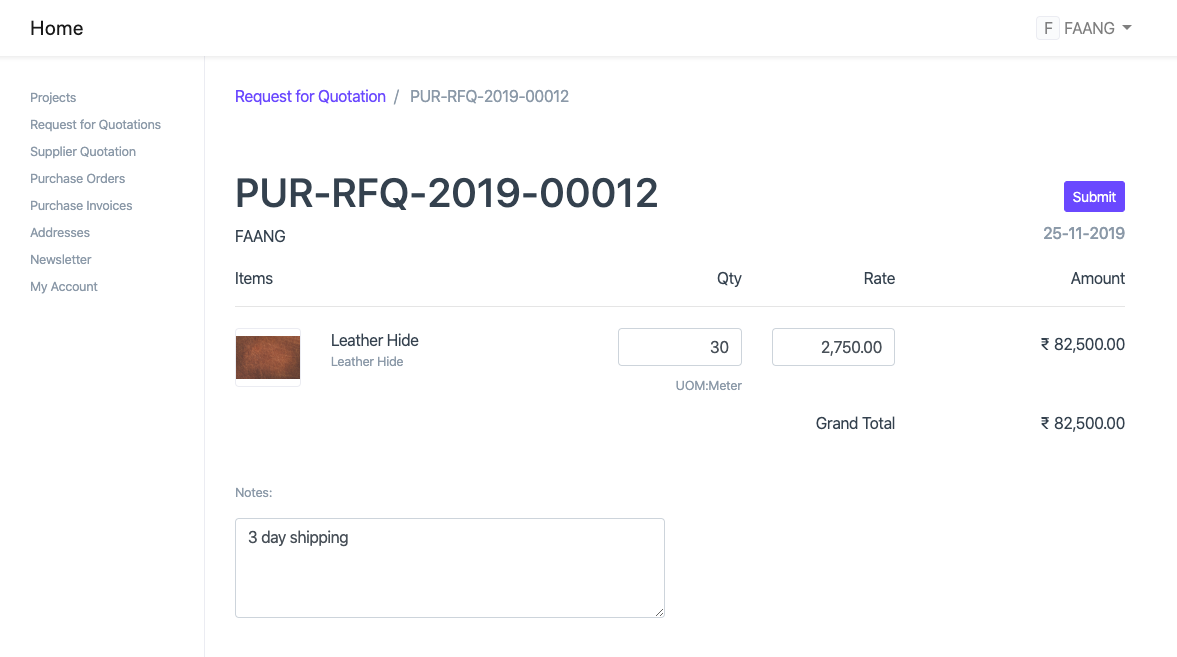 Home
F FAANG
Projects
Request for Quotations
Supplier Quotation
Purchase Orders
Purchase Invoices
Addresses
Newsletter
My Account
Request for Quotation / PUR-RFQ-2019-00012
PUR-RFQ-2019-00012
Submit
FAANG
25-11-2019
Items Qty Rate Amount
Leather Hide 30 2,750.00 ₹ 82,500.00
Leather Hide
UOM:Meter
Grand Total ₹ 82,500.00
Notes:
3 day shipping